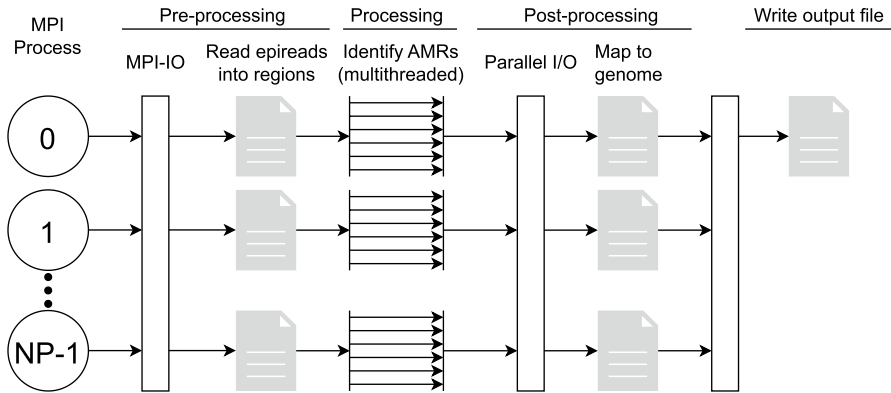 MPI
Process
Pre-processing
Processing
Post-processing
Write output file
MPI-IO
Read epireads
into regions
Identify AMRs
(multithreaded)
Parallel I/O
Map to
genome
0
1
NP-1